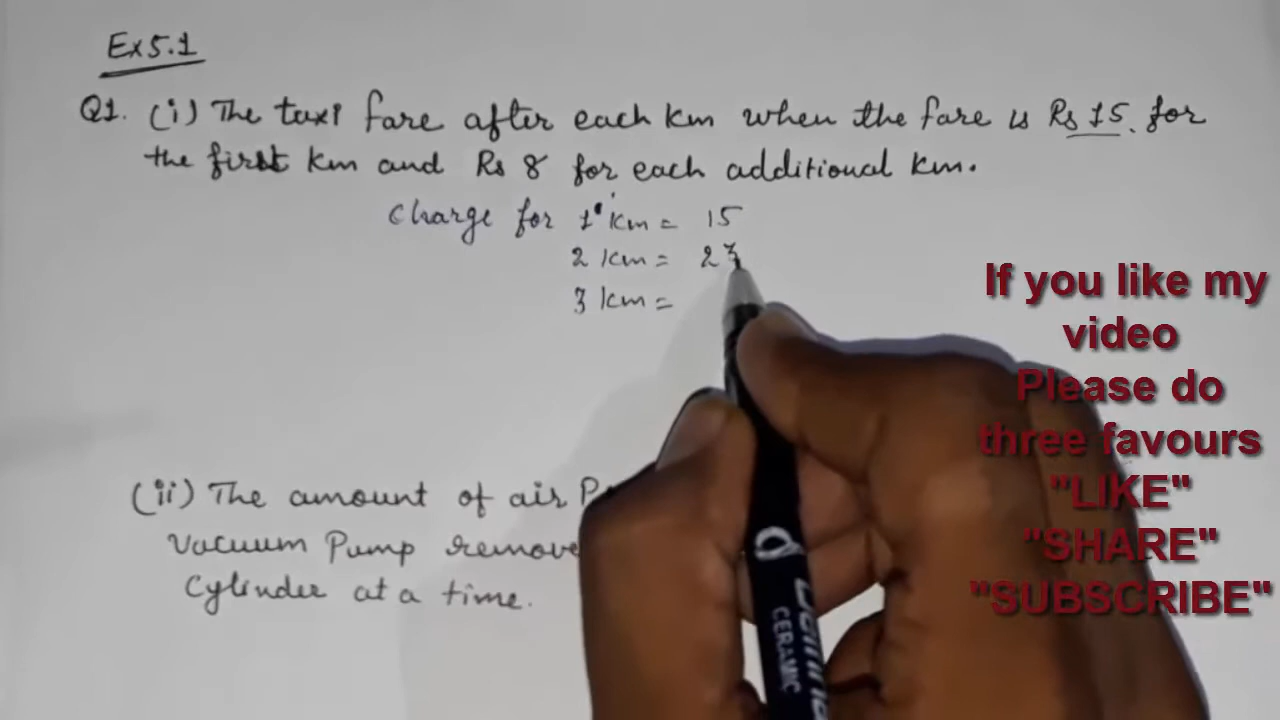 Ex 5.1
Q1. (i) The taxi fare after each km when the fare is Rs 15 for
the first km and Rs 8 for each additional km.
Charge for 1 km = 15
2 km = 23
3 km =
(ii) The amount of air
Vacuum Pump remove
Cylinder at a time.
If you like my
video
Please do
three favours
"LIKE"
"SHARE"
"SUBSCRIBE"
CERAMIC